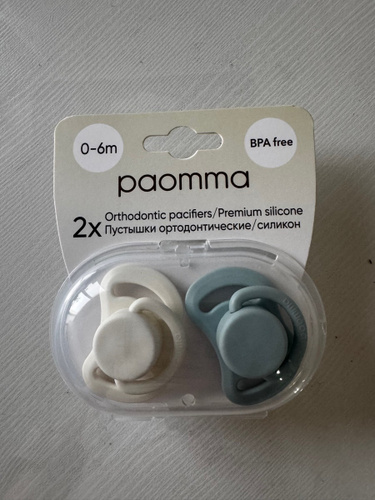 0-6m
BPA free
paomma
2x
Orthodontic pacifiers/Premium silicone
Пустышки ортодонтические/силикон